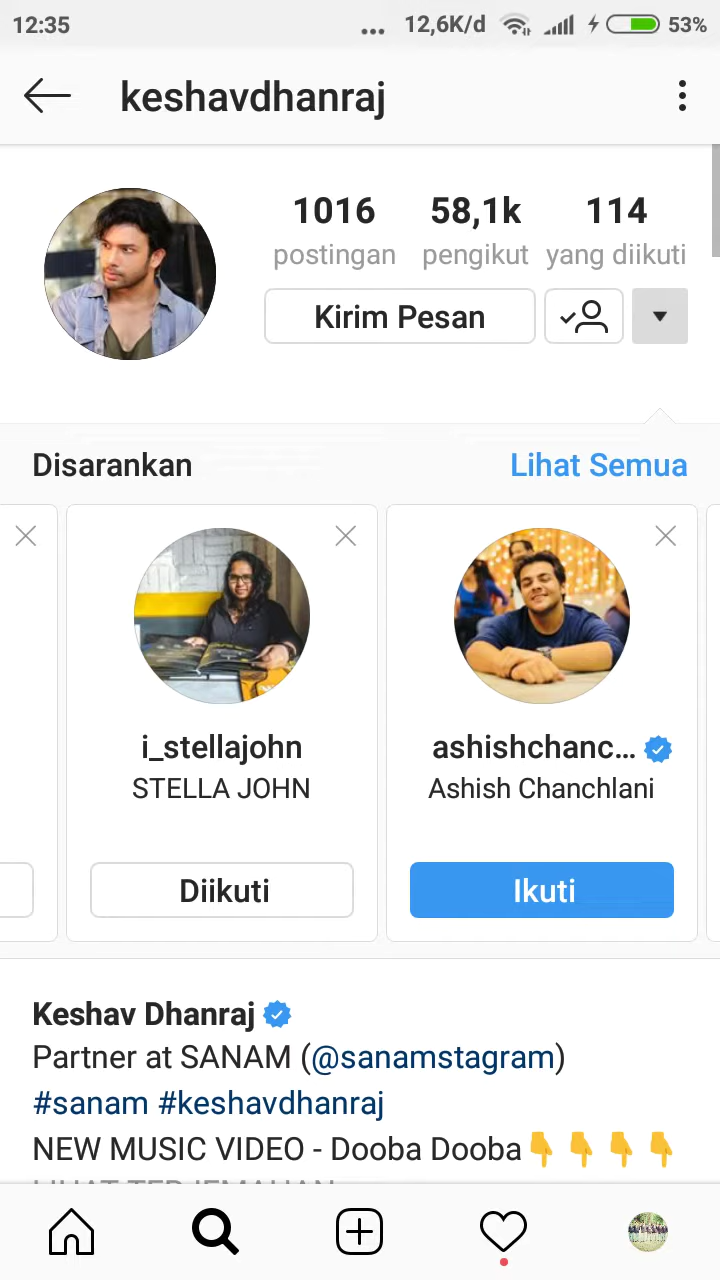 12:35 ... 12,6K/d 53%
keshavdhanraj
1016 58,1k 114
postingan pengikut yang diikuti
Kirim Pesan
Disarankan Lihat Semua
i_stellajohn ashishchanc...
STELLA JOHN Ashish Chanchlani
Diikuti Ikuti
Keshav Dhanraj
Partner at SANAM (@sanamstagram)
#sanam #keshavdhanraj
NEW MUSIC VIDEO - Dooba Dooba👇👇👇👇
LIHAT TERJEMAHAN